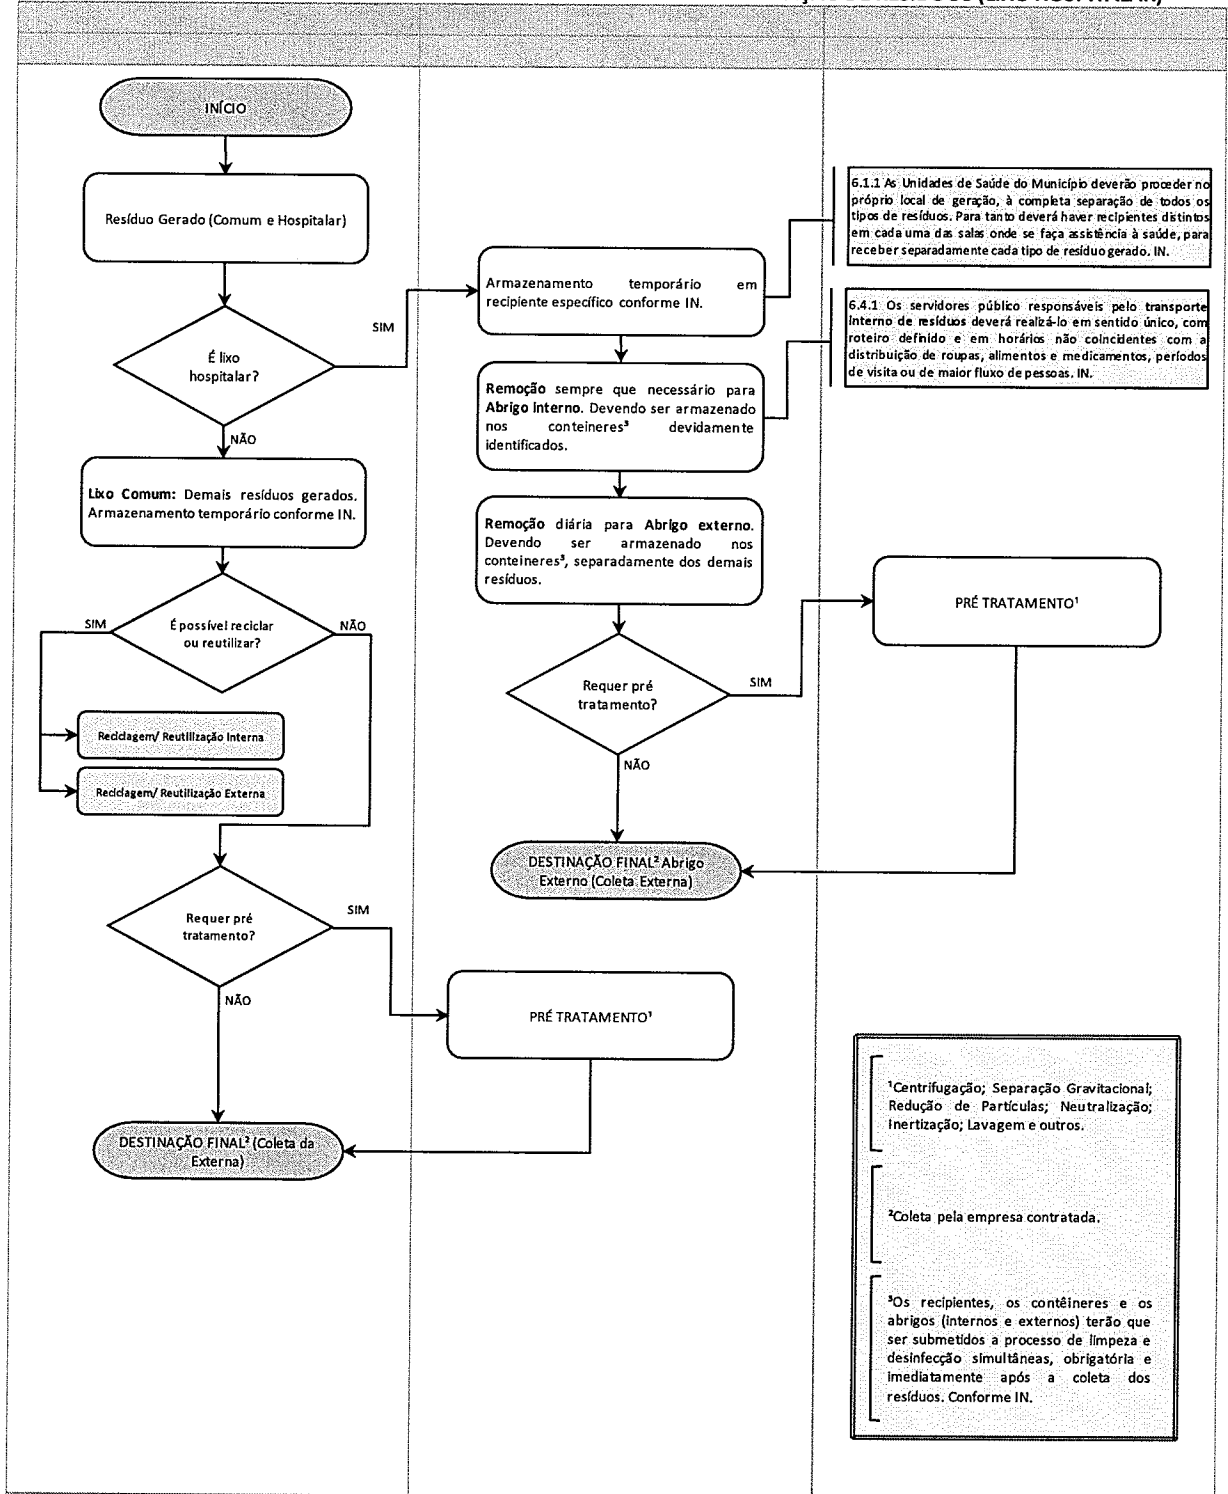 (LIXO HOSPITALAR)
INÍCIO
Resíduo Gerado (Comum e Hospitalar)
É lixo
hospitalar?
SIM
NÃO
Lixo Comum: Demais resíduos gerados.
Armazenamento temporário conforme IN.
É possível reciclar
ou reutilizar?
SIM
NÃO
Reciclagem/ Reutilização Interna
Reciclagem/ Reutilização Externa
Requer pré
tratamento?
SIM
NÃO
DESTINAÇÃO FINAL² (Coleta da
Externa)
Armazenamento temporário em
recipiente específico conforme IN.
Remoção sempre que necessário para
Abrigo interno. Devendo ser armazenado
nos conteineres³ devidamente
identificados.
Remoção diária para Abrigo externo.
Devendo ser armazenado nos
conteineres³, separadamente dos demais
resíduos.
Requer pré
tratamento?
SIM
NÃO
DESTINAÇÃO FINAL² Abrigo
Externo (Coleta Externa)
PRÉ TRATAMENTO¹
6.1.1 As Unidades de Saúde do Município deverão proceder no
próprio local de geração, à completa separação de todos os
tipos de resíduos. Para tanto deverá haver recipientes distintos
em cada uma das salas onde se faça assistência à saúde, para
receber separadamente cada tipo de resíduo gerado. IN.
6.4.1 Os servidores público responsáveis pelo transporte
interno de resíduos deverá realizá-lo em sentido único, com
roteiro definido e em horários não coincidentes com a
distribuição de roupas, alimentos e medicamentos, períodos
de visita ou de maior fluxo de pessoas. IN.
PRÉ TRATAMENTO¹
¹Centrifugação; Separação Gravitacional;
Redução de Partículas; Neutralização;
Inertização; Lavagem e outros.
²Coleta pela empresa contratada.
³Os recipientes, os contêineres e os
abrigos (internos e externos) terão que
ser submetidos a processo de limpeza e
desinfecção simultâneas, obrigatória e
imediatamente após a coleta dos
resíduos. Conforme IN.